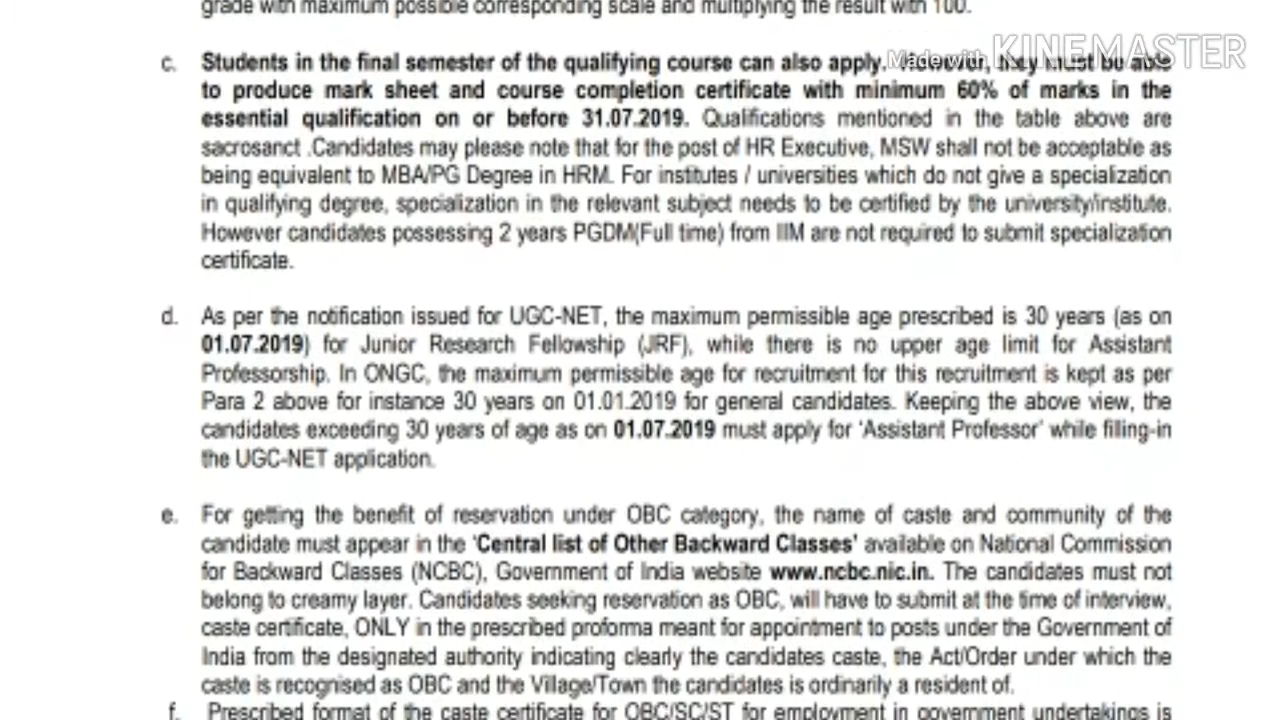 grade with maximum possible corresponding scale and multiplying the result with 100.
Made with KINEMASTER
c. Students in the final semester of the qualifying course can also apply. However, they must be able
to produce mark sheet and course completion certificate with minimum 60% of marks in the
essential qualification on or before 31.07.2019. Qualifications mentioned in the table above are
sacrosanct .Candidates may please note that for the post of HR Executive, MSW shall not be acceptable as
being equivalent to MBA/PG Degree in HRM. For institutes / universities which do not give a specialization
in qualifying degree, specialization in the relevant subject needs to be certified by the university/institute.
However candidates possessing 2 years PGDM(Full time) from IIM are not required to submit specialization
certificate.
d. As per the notification issued for UGC-NET, the maximum permissible age prescribed is 30 years (as on
01.07.2019) for Junior Research Fellowship (JRF), while there is no upper age limit for Assistant
Professorship. In ONGC, the maximum permissible age for recruitment for this recruitment is kept as per
Para 2 above for instance 30 years on 01.01.2019 for general candidates. Keeping the above view, the
candidates exceeding 30 years of age as on 01.07.2019 must apply for ‘Assistant Professor’ while filling-in
the UGC-NET application.
e. For getting the benefit of reservation under OBC category, the name of caste and community of the
candidate must appear in the ‘Central list of Other Backward Classes’ available on National Commission
for Backward Classes (NCBC), Government of India website www.ncbc.nic.in. The candidates must not
belong to creamy layer. Candidates seeking reservation as OBC, will have to submit at the time of interview,
caste certificate, ONLY in the prescribed proforma meant for appointment to posts under the Government of
India from the designated authority indicating clearly the candidates caste, the Act/Order under which the
caste is recognised as OBC and the Village/Town the candidates is ordinarily a resident of.
f. Prescribed format of the caste certificate for OBC/SC/ST for employment in government undertakings is